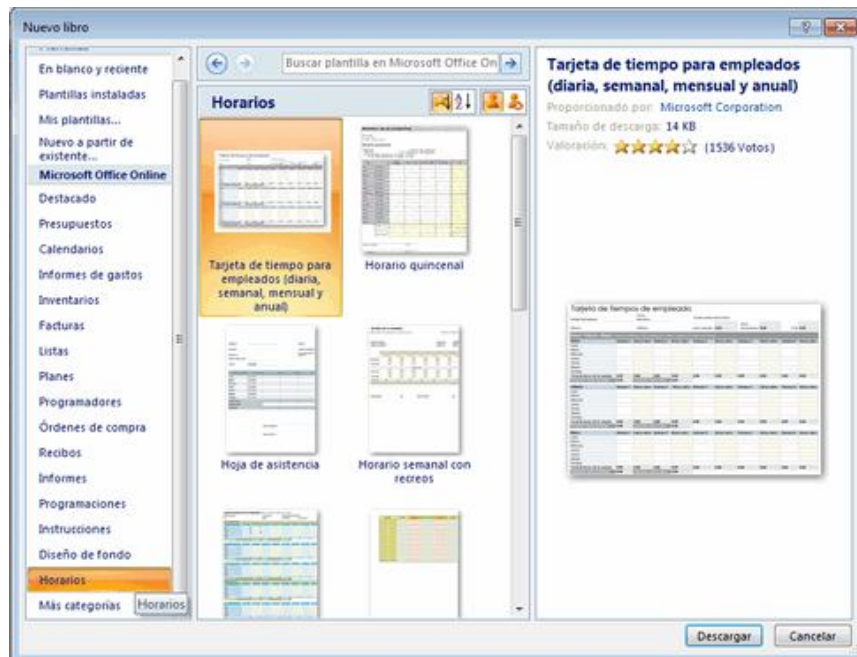 Nuevo libro
En blanco y reciente
Plantillas instaladas
Mis plantillas...
Nuevo a partir de
existente...
Microsoft Office Online
Destacado
Presupuestos
Calendarios
Informes de gastos
Inventarios
Facturas
Listas
Planes
Programadores
Órdenes de compra
Recibos
Informes
Programaciones
Instrucciones
Diseño de fondo
Horarios
Más categorías
Horarios
Buscar plantilla en Microsoft Office On
Horarios
Tarjeta de tiempo para
empleados (diaria,
semanal, mensual y
anual)
Horario quincenal
Hoja de asistencia
Horario semanal con
recreos
Tarjeta de tiempo para empleados
(diaria, semanal, mensual y anual)
Proporcionado por: Microsoft Corporation
Tamaño de descarga: 14 KB
Valoración: (1536 Votos)
Tarjeta de tiempos de empleado
Descargar
Cancelar